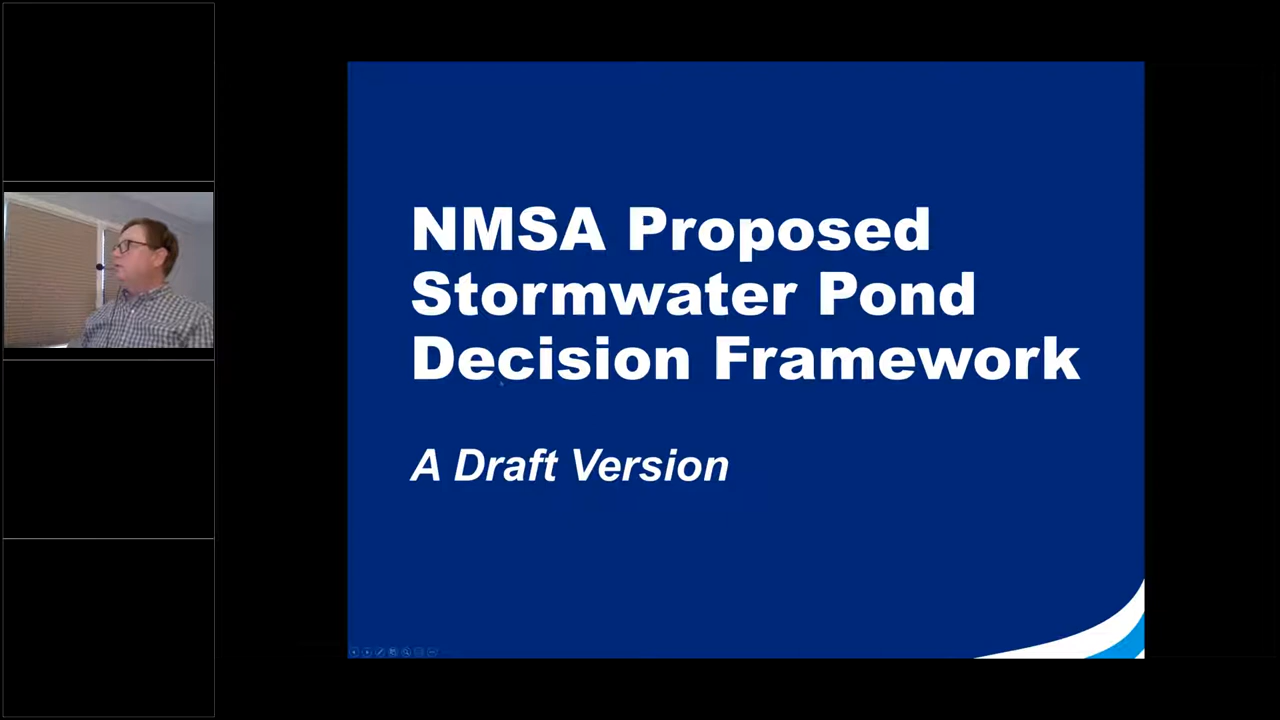 NMSA Proposed
Stormwater Pond
Decision Framework
A Draft Version